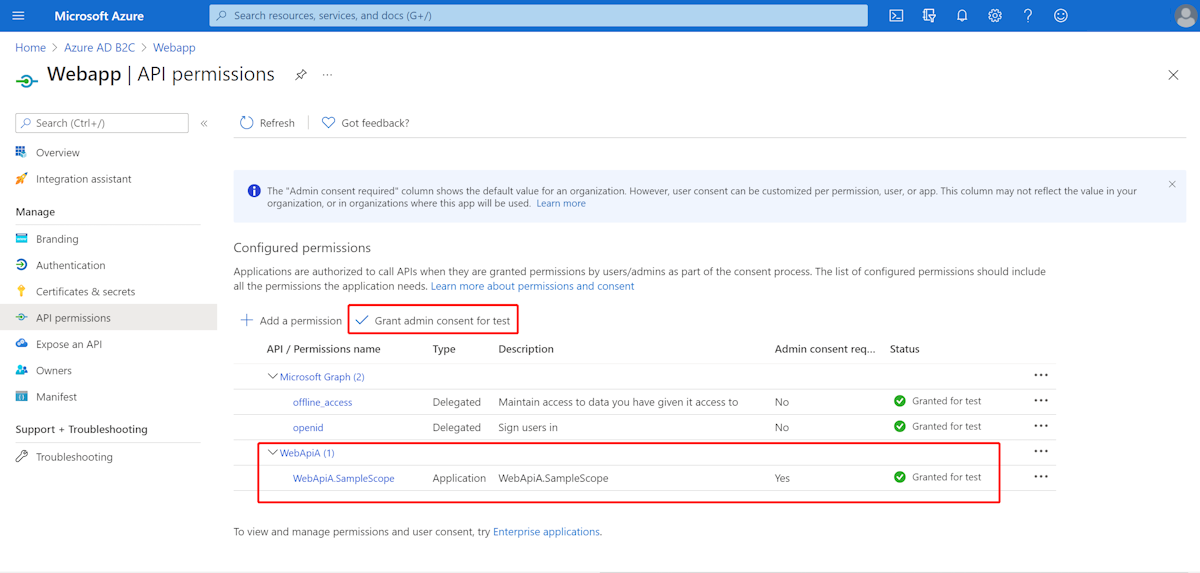 Microsoft Azure
Search resources, services, and docs (G+/)
Home > Azure AD B2C > Webapp
Webapp | API permissions
Search (Ctrl+/)
Overview
Integration assistant
Manage
Branding
Authentication
Certificates & secrets
API permissions
Expose an API
Owners
Manifest
Support + Troubleshooting
Troubleshooting
Refresh
Got feedback?
The "Admin consent required" column shows the default value for an organization. However, user consent can be customized per permission, user, or app. This column may not reflect the value in your
organization, or in organizations where this app will be used. Learn more
Configured permissions
Applications are authorized to call APIs when they are granted permissions by users/admins as part of the consent process. The list of configured permissions should include
all the permissions the application needs. Learn more about permissions and consent
Add a permission Grant admin consent for test
API / Permissions name Type Description Admin consent req... Status
Microsoft Graph (2)
offline_access Delegated Maintain access to data you have given it access to No Granted for test
openid Delegated Sign users in No Granted for test
WebApiA (1)
WebApiA.SampleScope Application WebApiA.SampleScope Yes Granted for test
To view and manage permissions and user consent, try Enterprise applications.